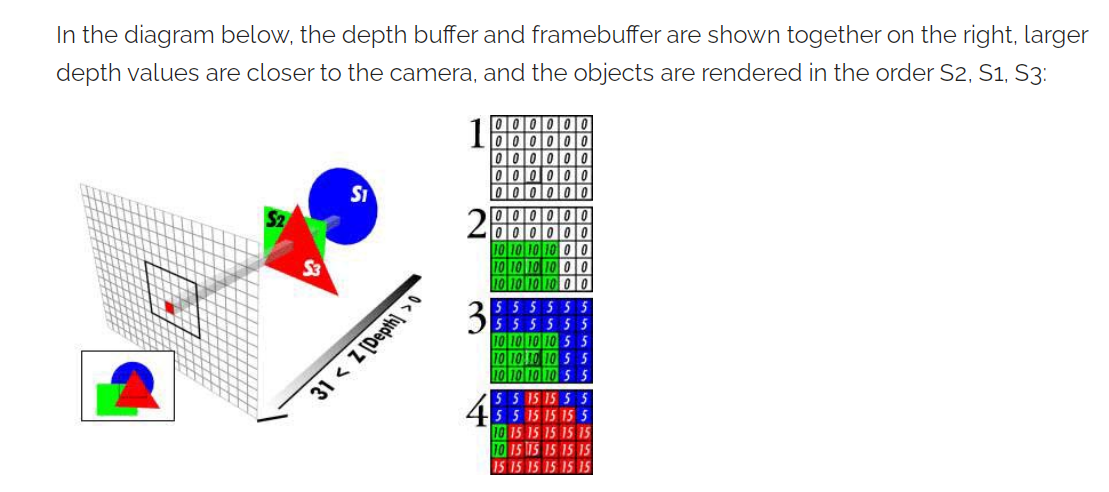 In the diagram below, the depth buffer and framebuffer are shown together on the right, larger
depth values are closer to the camera, and the objects are rendered in the order S2, S1, S3:
S1
S2
S3
31 < Z [Depth] > 0
1
0 0 0 0 0 0
0 0 0 0 0 0
0 0 0 0 0 0
0 0 0 0 0 0
0 0 0 0 0 0
2
0 0 0 0 0 0
0 0 0 0 0 0
10 10 10 10 0 0
10 10 10 10 0 0
10 10 10 10 0 0
3
5 5 5 5 5 5
5 5 5 5 5 5
10 10 10 10 5 5
10 10 10 10 5 5
10 10 10 10 5 5
4
5 5 15 15 5 5
5 5 15 15 15 5
10 15 15 15 15 15
10 15 15 15 15 15
15 15 15 15 15 15